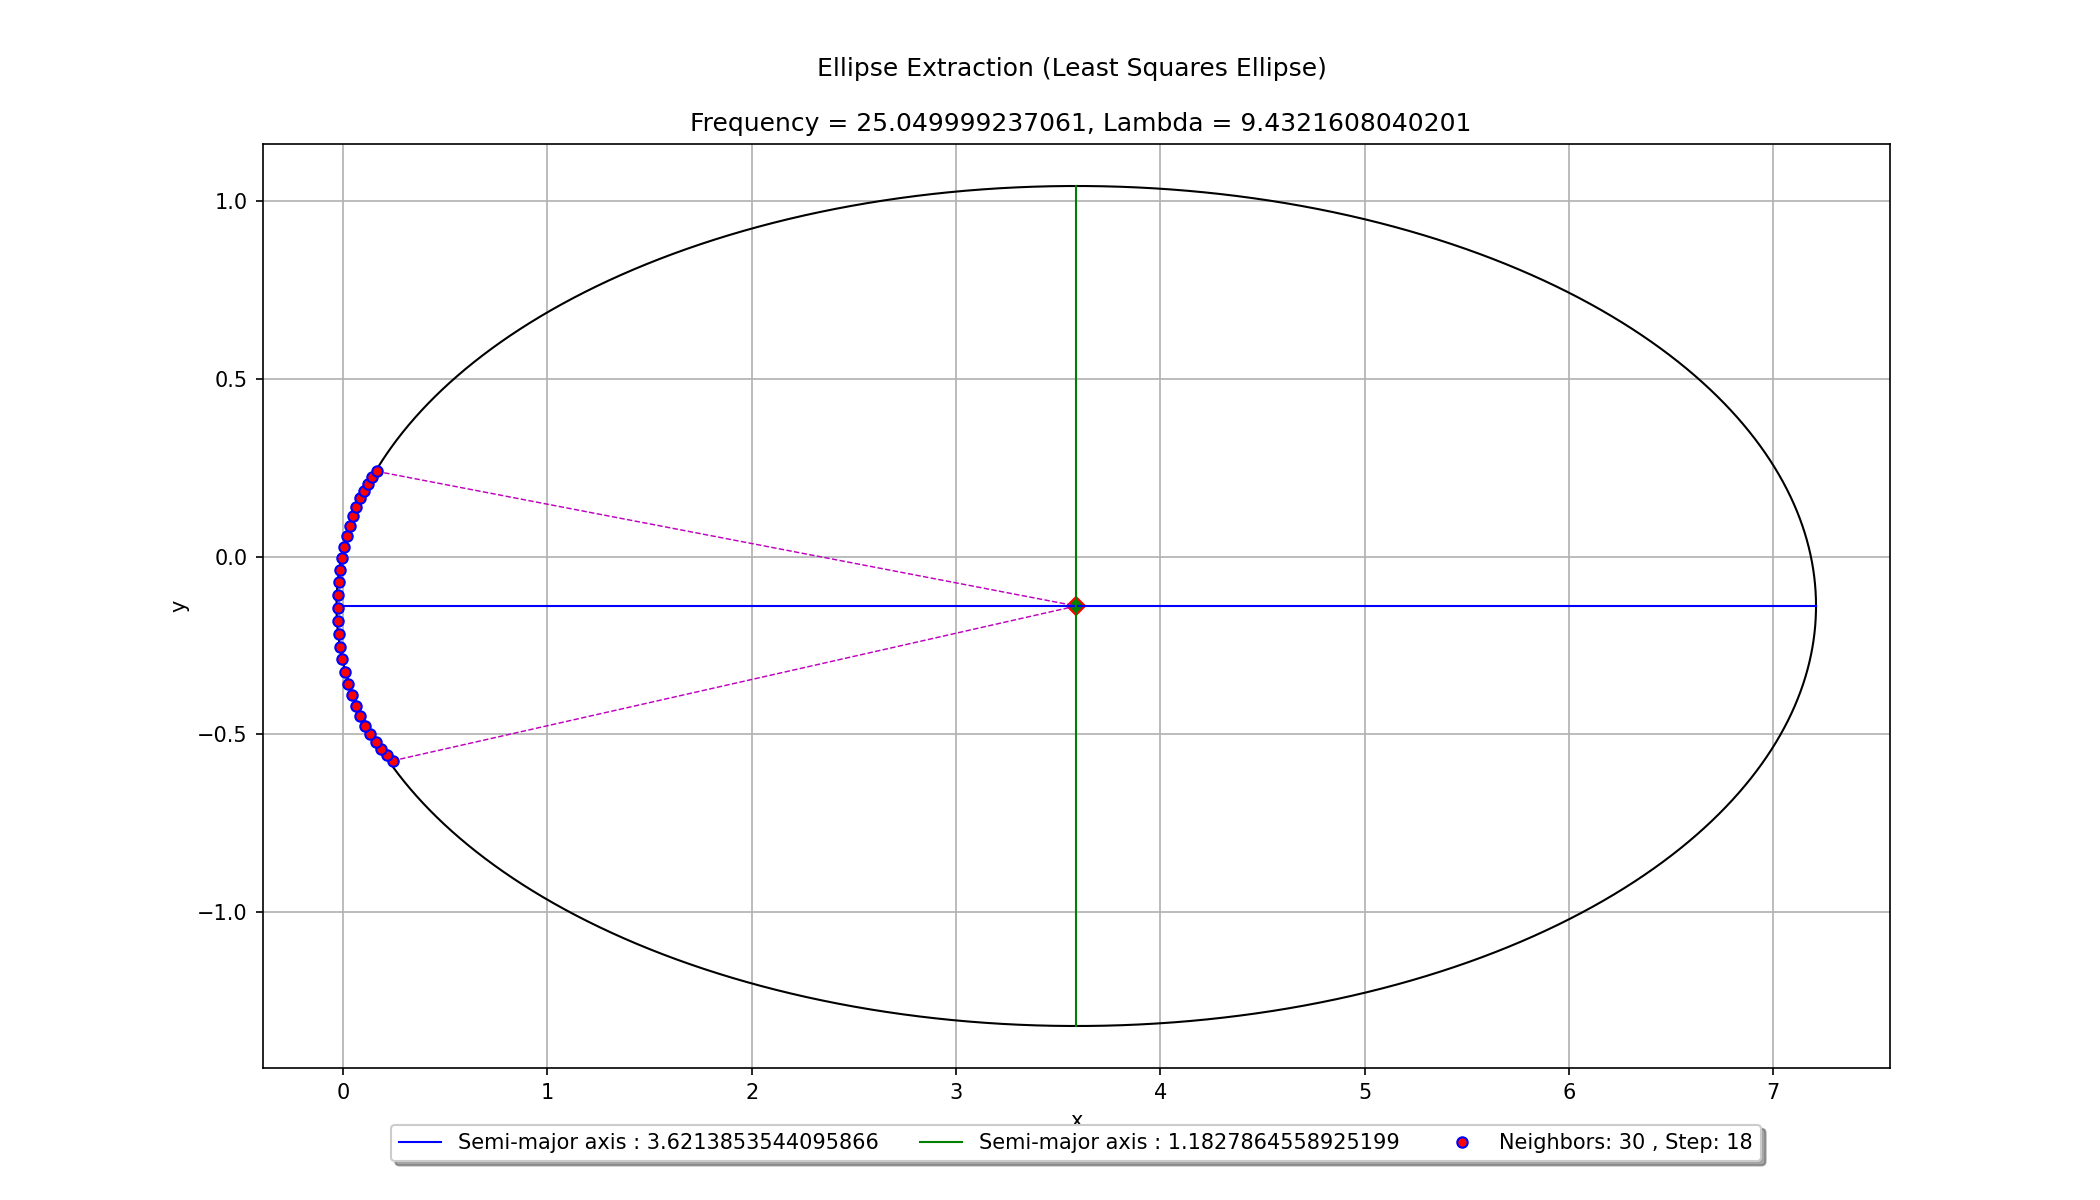 Ellipse Extraction (Least Squares Ellipse)
Frequency = 25.049999237061, Lambda = 9.4321608040201
1.0
0.5
0.0
−0.5
−1.0
y
0 1 2 3 4 5 6 7
x
Semi-major axis : 3.6213853544095866 Semi-major axis : 1.1827864558925199 Neighbors: 30 , Step: 18